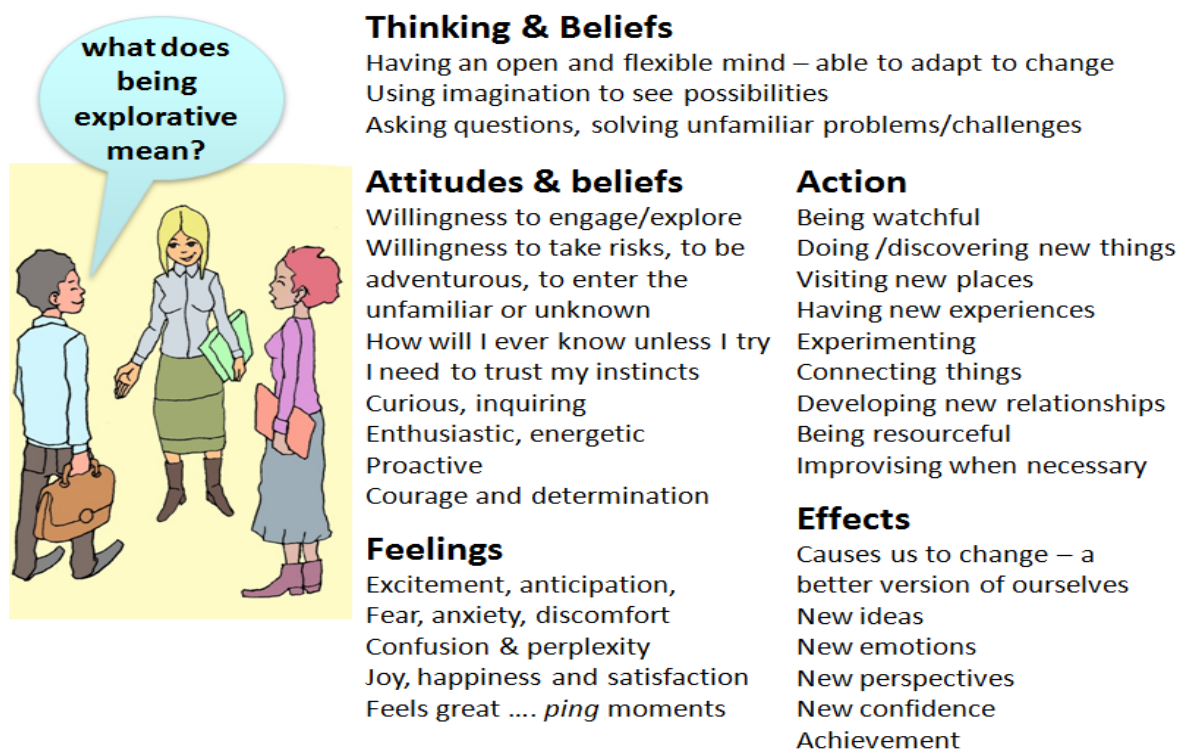 what does
being
explorative
mean?
Thinking & Beliefs
Having an open and flexible mind – able to adapt to change
Using imagination to see possibilities
Asking questions, solving unfamiliar problems/challenges
Attitudes & beliefs
Willingness to engage/explore
Willingness to take risks, to be
adventurous, to enter the
unfamiliar or unknown
How will I ever know unless I try
I need to trust my instincts
Curious, inquiring
Enthusiastic, energetic
Proactive
Courage and determination
Feelings
Excitement, anticipation,
Fear, anxiety, discomfort
Confusion & perplexity
Joy, happiness and satisfaction
Feels great .... ping moments
Action
Being watchful
Doing /discovering new things
Visiting new places
Having new experiences
Experimenting
Connecting things
Developing new relationships
Being resourceful
Improvising when necessary
Effects
Causes us to change – a
better version of ourselves
New ideas
New emotions
New perspectives
New confidence
Achievement